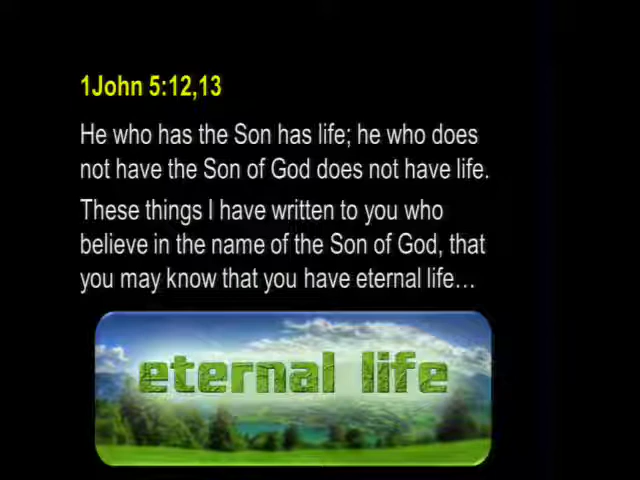 1John 5:12,13
He who has the Son has life; he who does
not have the Son of God does not have life.
These things I have written to you who
believe in the name of the Son of God, that
you may know that you have eternal life…
eternal life